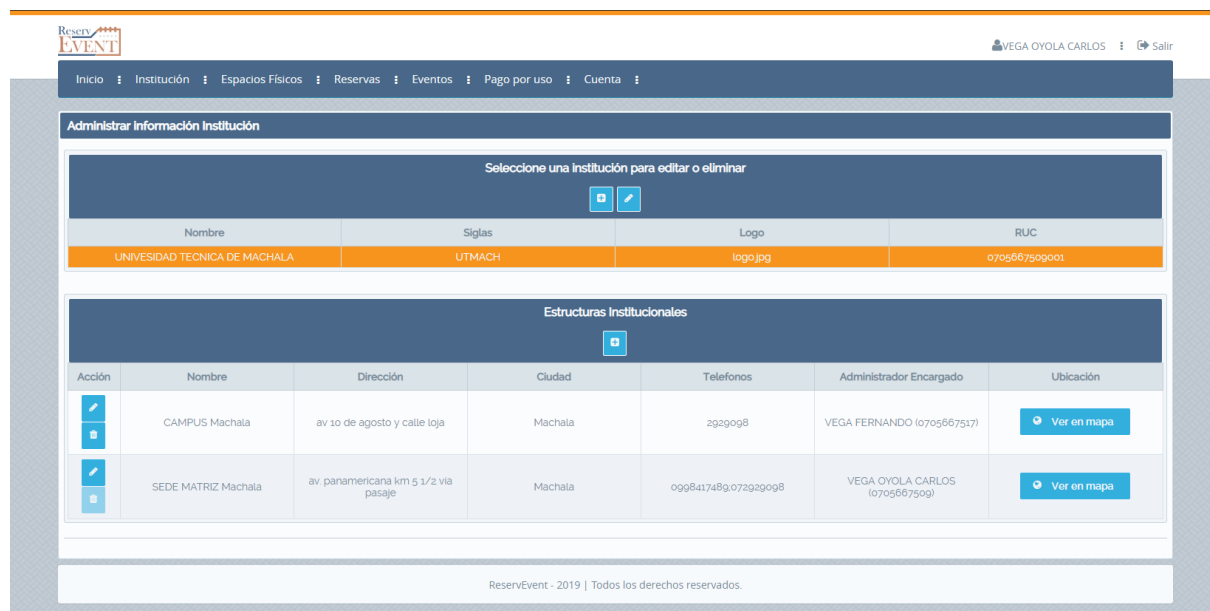 Reserv
EVENT
VEGA OYOLA CARLOS ⋮ Salir
Inicio ⋮ Institución ⋮ Espacios Físicos ⋮ Reservas ⋮ Eventos ⋮ Pago por uso ⋮ Cuenta ⋮
Administrar información Institución
Seleccione una institución para editar o eliminar
Nombre Siglas Logo RUC
UNIVESIDAD TECNICA DE MACHALA UTMACH logo.jpg 0705667509001
Estructuras Institucionales
Acción Nombre Dirección Ciudad Telefonos Administrador Encargado Ubicación
CAMPUS Machala av 10 de agosto y calle loja Machala 2929098 VEGA FERNANDO (0705667517) Ver en mapa
SEDE MATRIZ Machala av. panamericana km 5 1/2 via pasaje Machala 0998417489;072929098 VEGA OYOLA CARLOS (0705667509) Ver en mapa
ReservEvent - 2019 | Todos los derechos reservados.